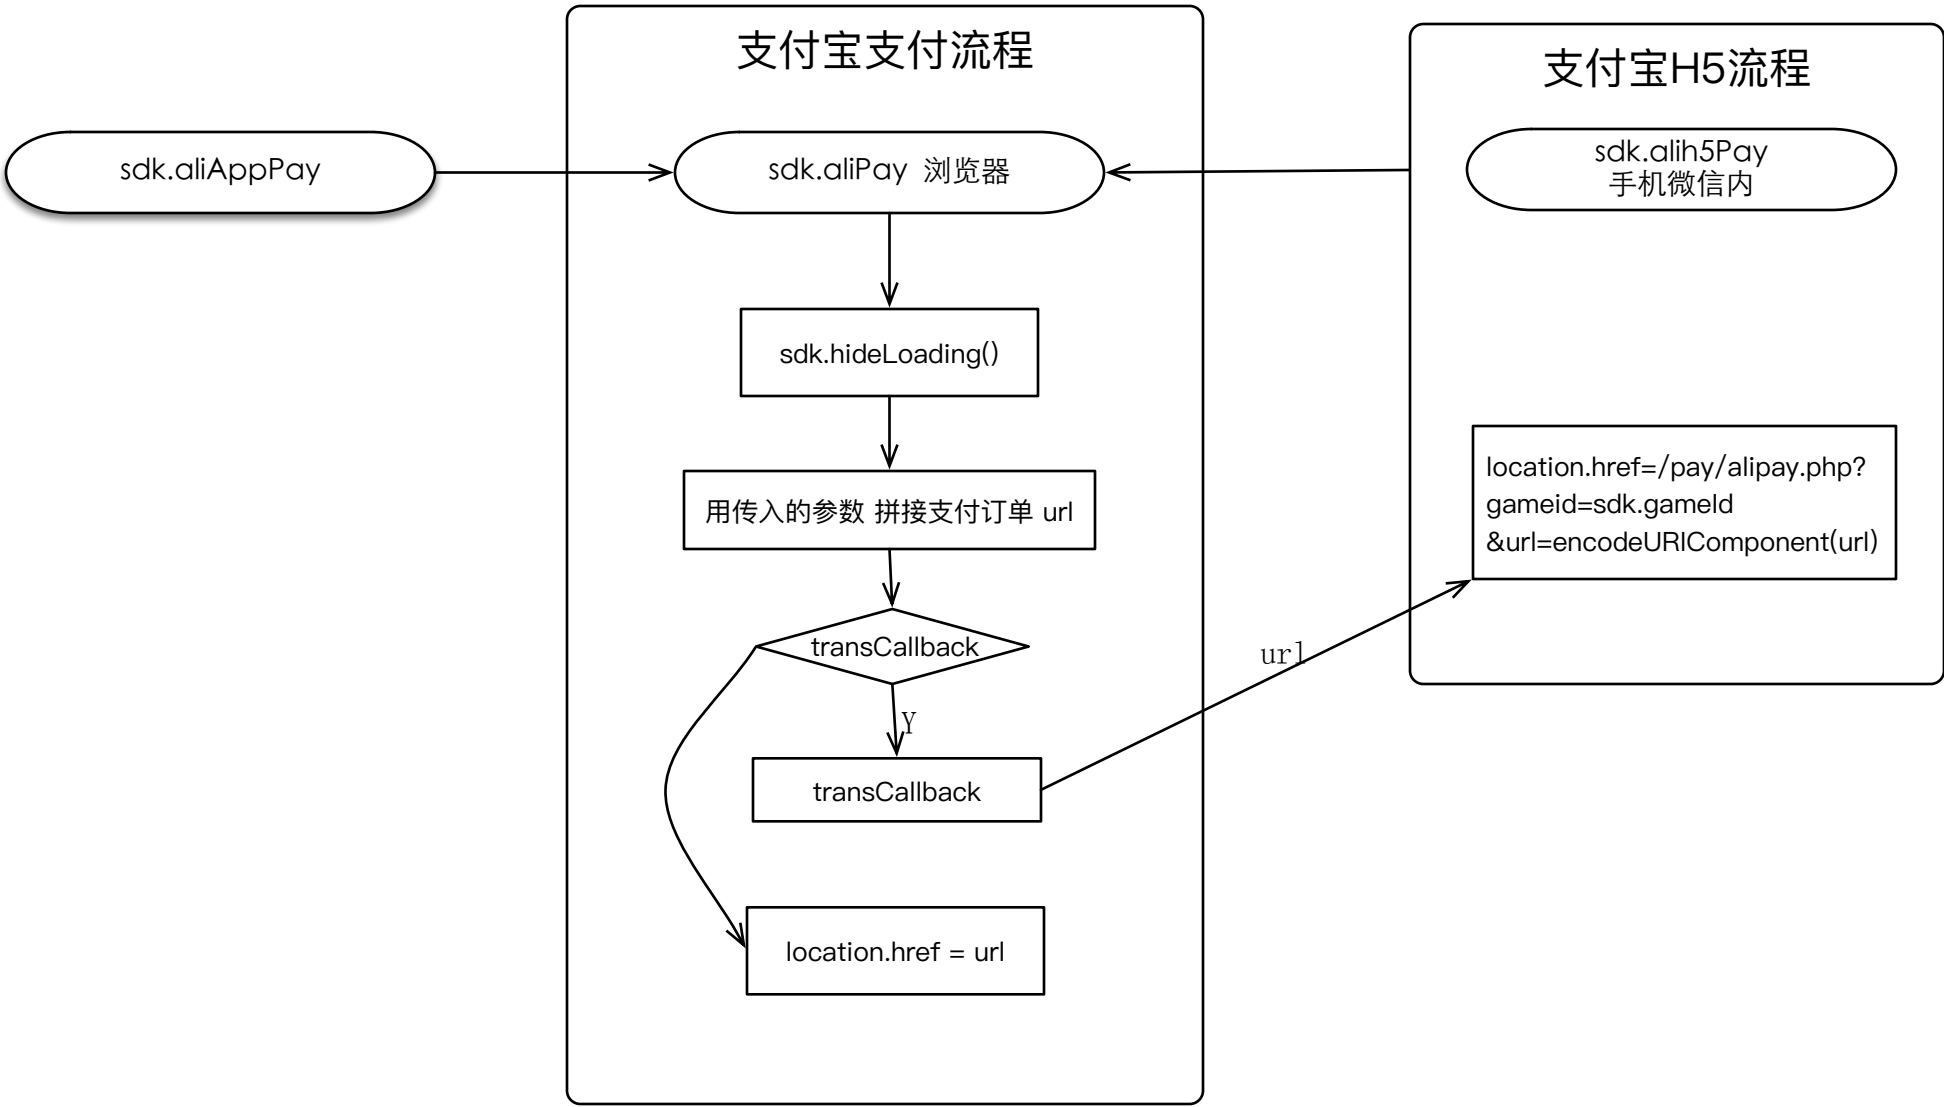 支付宝支付流程
支付宝H5流程
sdk.aliAppPay
sdk.aliPay 浏览器
sdk.alih5Pay
手机微信内
sdk.hideLoading()
用传入的参数 拼接支付订单 url
location.href=/pay/alipay.php?
gameid=sdk.gameId
&url=encodeURIComponent(url)
transCallback
url
Y
transCallback
location.href = url